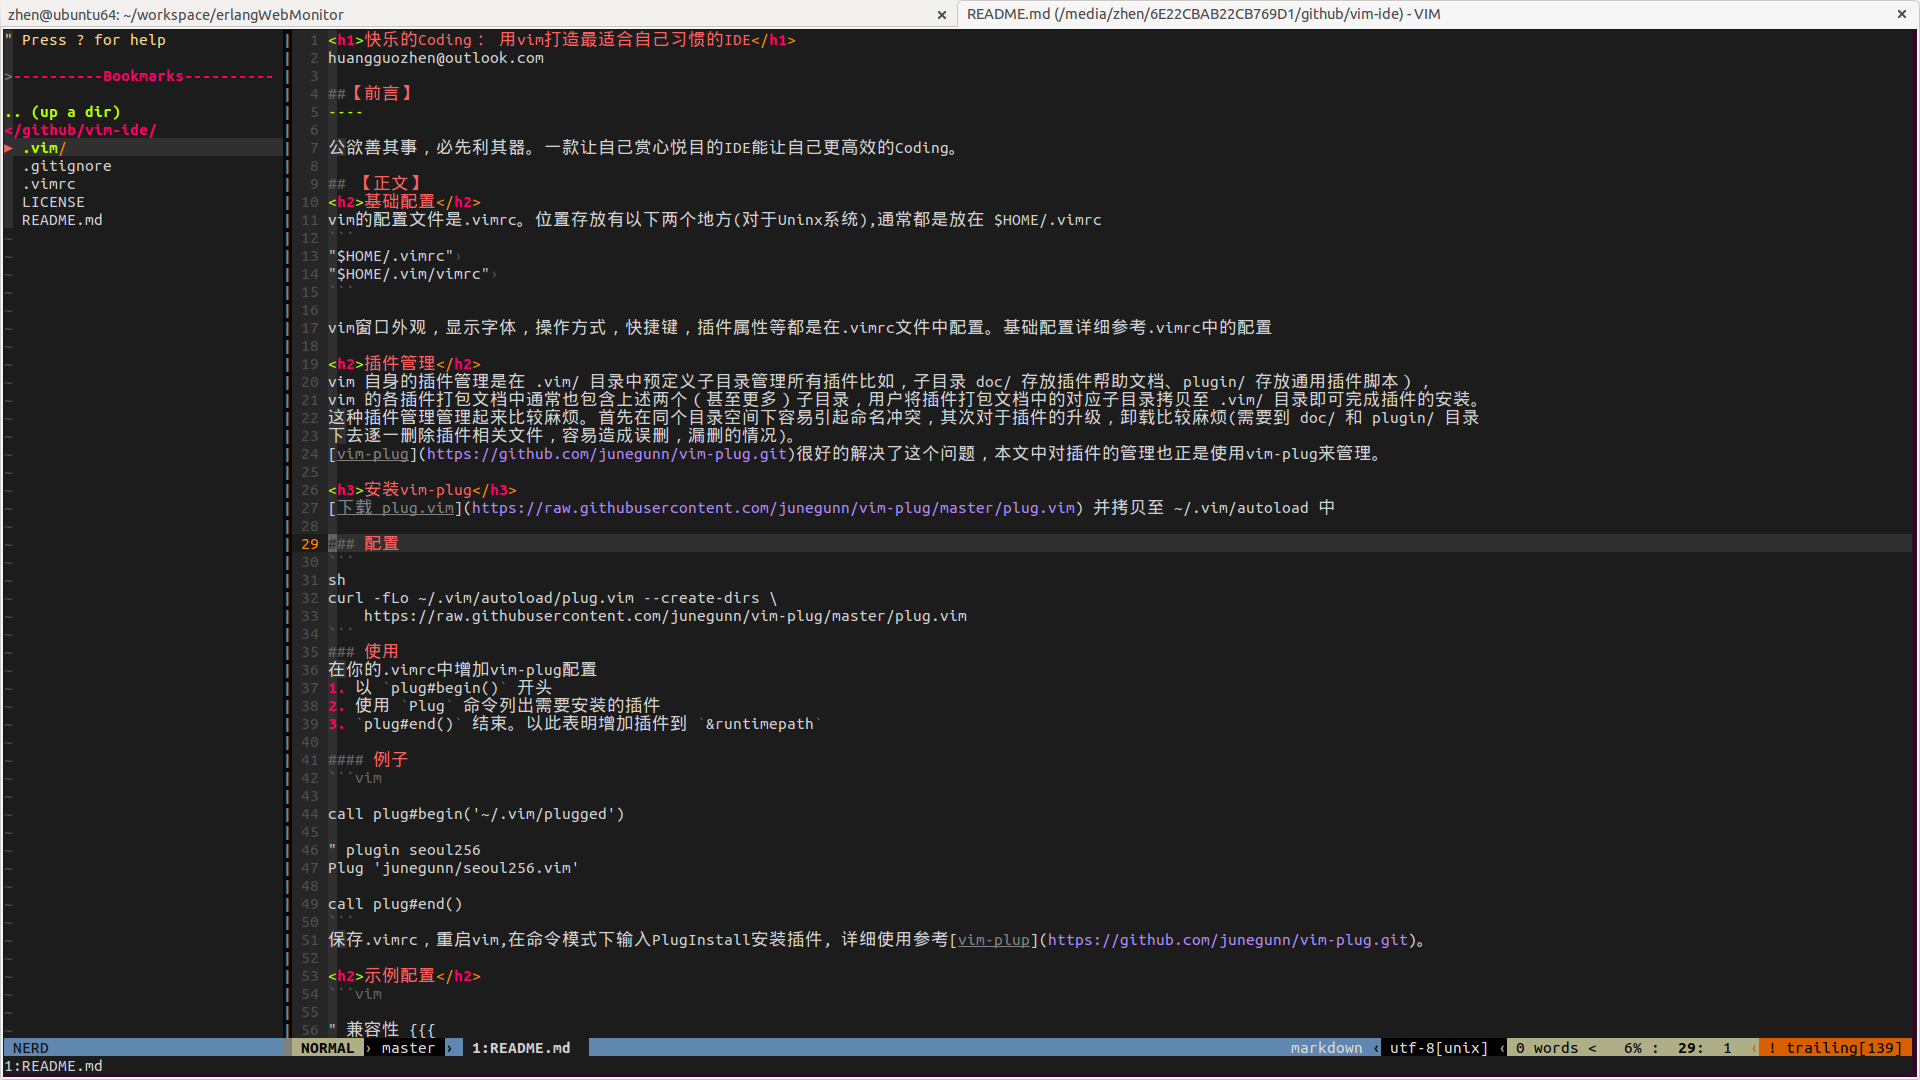 zhen@ubuntu64: ~/workspace/erlangWebMonitor
README.md (/media/zhen/6E22CBAB22CB769D1/github/vim-ide) - VIM
" Press ? for help
>----------Bookmarks----------
.. (up a dir)
</github/vim-ide/
▸ .vim/
.gitignore
.vimrc
LICENSE
README.md
1 <h1>快乐的Coding： 用vim打造最适合自己习惯的IDE</h1>
2 huangguozhen@outlook.com
3
4 ##【前言】
5 ----
6
7 公欲善其事，必先利其器。一款让自己赏心悦目的IDE能让自己更高效的Coding。
8
9 ## 【正文】
10 <h2>基础配置</h2>
11 vim的配置文件是.vimrc。位置存放有以下两个地方(对于Uninx系统),通常都是放在 $HOME/.vimrc
12 ```
13 "$HOME/.vimrc"›
14 "$HOME/.vim/vimrc"›
15 ```
16
17 vim窗口外观，显示字体，操作方式，快捷键，插件属性等都是在.vimrc文件中配置。基础配置详细参考.vimrc中的配置
18
19 <h2>插件管理</h2>
20 vim 自身的插件管理是在 .vim/ 目录中预定义子目录管理所有插件比如，子目录 doc/ 存放插件帮助文档、plugin/ 存放通用插件脚本），
21 vim 的各插件打包文档中通常也包含上述两个（甚至更多）子目录，用户将插件打包文档中的对应子目录拷贝至 .vim/ 目录即可完成插件的安装。
22 这种插件管理管理起来比较麻烦。首先在同个目录空间下容易引起命名冲突，其次对于插件的升级，卸载比较麻烦(需要到 doc/ 和 plugin/ 目录
23 下去逐一删除插件相关文件，容易造成误删，漏删的情况)。
24 [vim-plug](https://github.com/junegunn/vim-plug.git)很好的解决了这个问题，本文中对插件的管理也正是使用vim-plug来管理。
25
26 <h3>安装vim-plug</h3>
27 [下载 plug.vim](https://raw.githubusercontent.com/junegunn/vim-plug/master/plug.vim) 并拷贝至 ~/.vim/autoload 中
28
29 ### 配置
30 ```
31 sh
32 curl -fLo ~/.vim/autoload/plug.vim --create-dirs \
33     https://raw.githubusercontent.com/junegunn/vim-plug/master/plug.vim
34 ```
35 ### 使用
36 在你的.vimrc中增加vim-plug配置
37 1. 以 `plug#begin()` 开头
38 2. 使用 `Plug` 命令列出需要安装的插件
39 3. `plug#end()` 结束。以此表明增加插件到 `&runtimepath`
40
41 #### 例子
42 ```vim
43
44 call plug#begin('~/.vim/plugged')
45
46 " plugin seoul256
47 Plug 'junegunn/seoul256.vim'
48
49 call plug#end()
50 ```
51 保存.vimrc，重启vim,在命令模式下输入PlugInstall安装插件, 详细使用参考[vim-plup](https://github.com/junegunn/vim-plug.git)。
52
53 <h2>示例配置</h2>
54 ```vim
55
56 " 兼容性 {{{
NERD
NORMAL › master › 1:README.md
markdown ‹ utf-8[unix] ‹ 0 words < 6% : 29: 1 ‹ ! trailing[139]
1:README.md